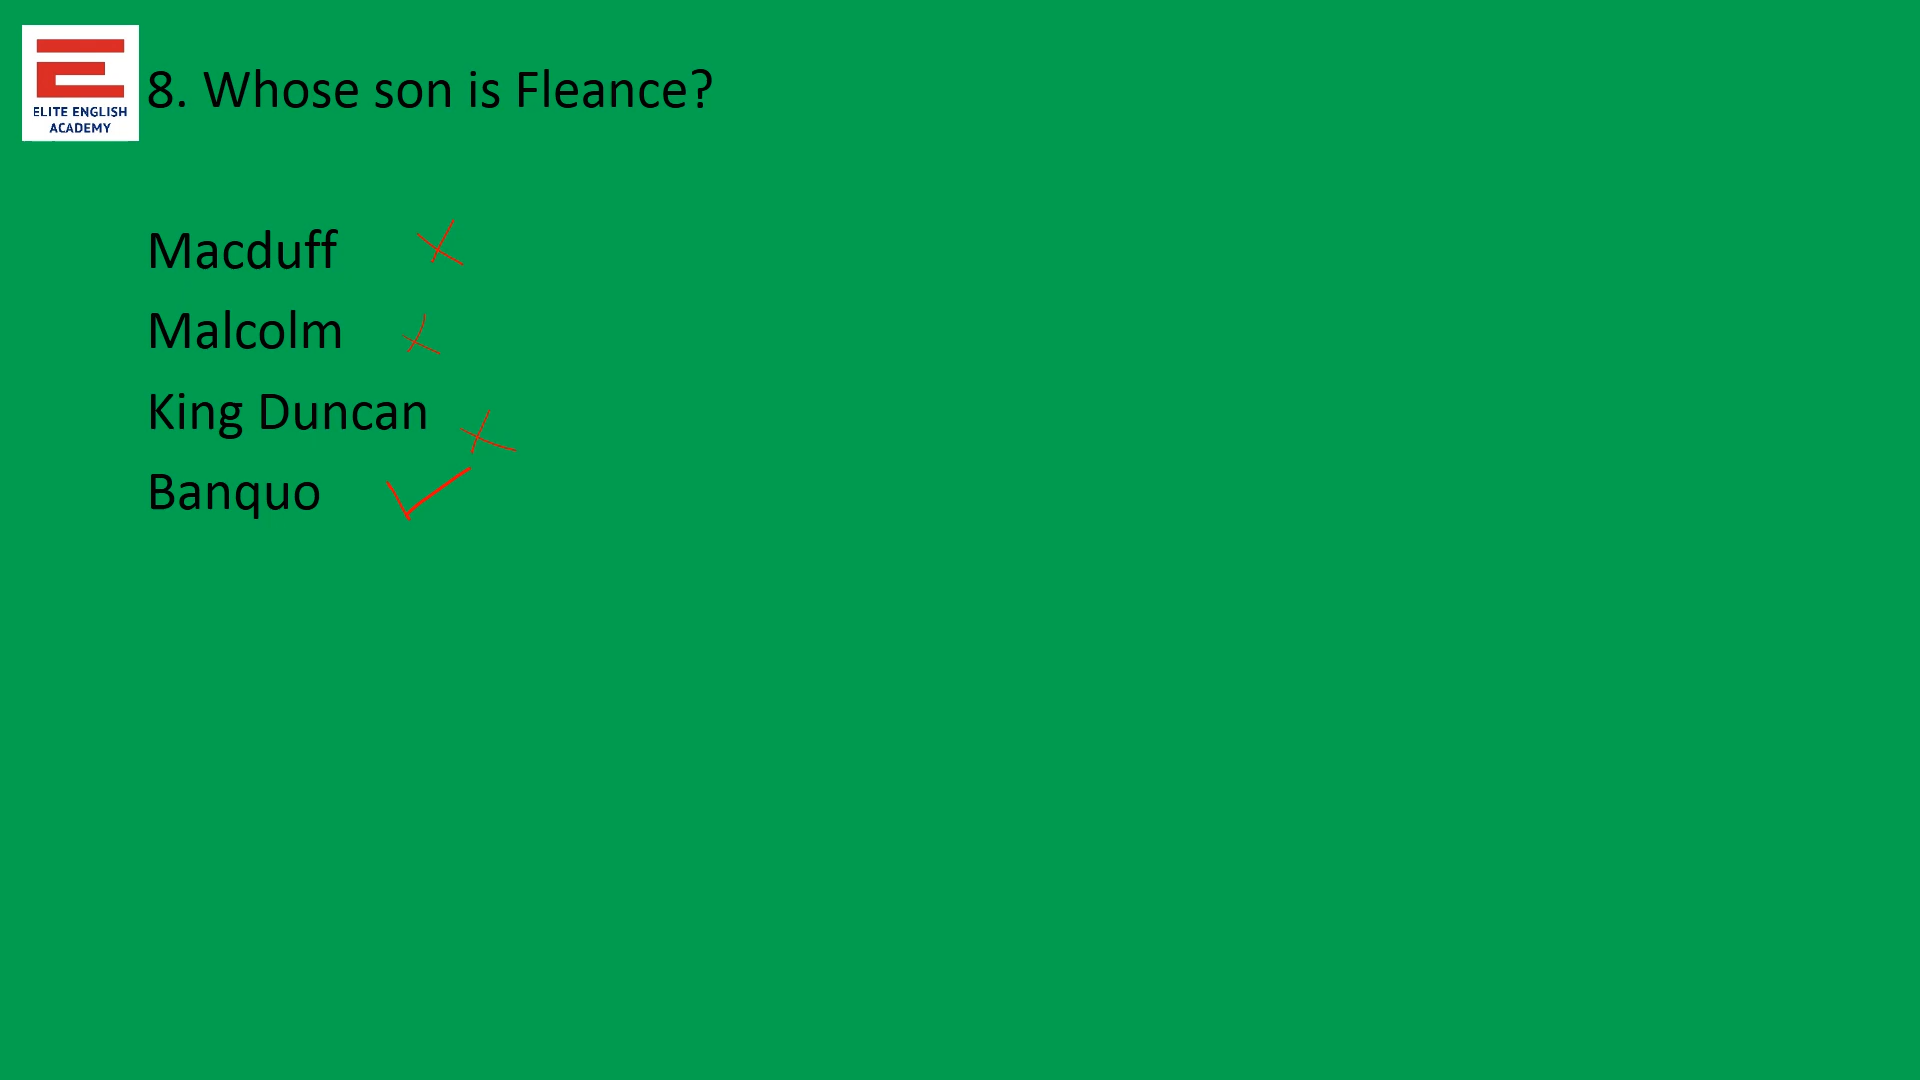 ELITE ENGLISH
ACADEMY
8. Whose son is Fleance?
Macduff
Malcolm
King Duncan
Banquo